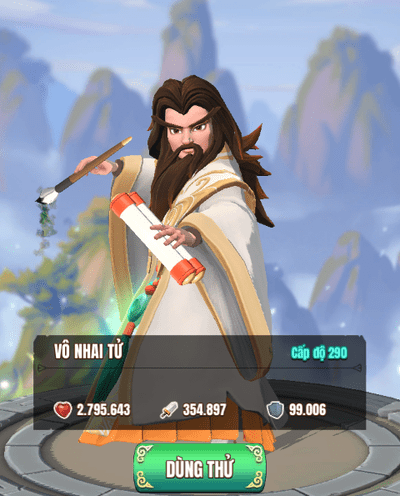 VÔ NHAI TỬ
Cấp độ 290
2.795.643 354.897 99.006
DÙNG THỬ